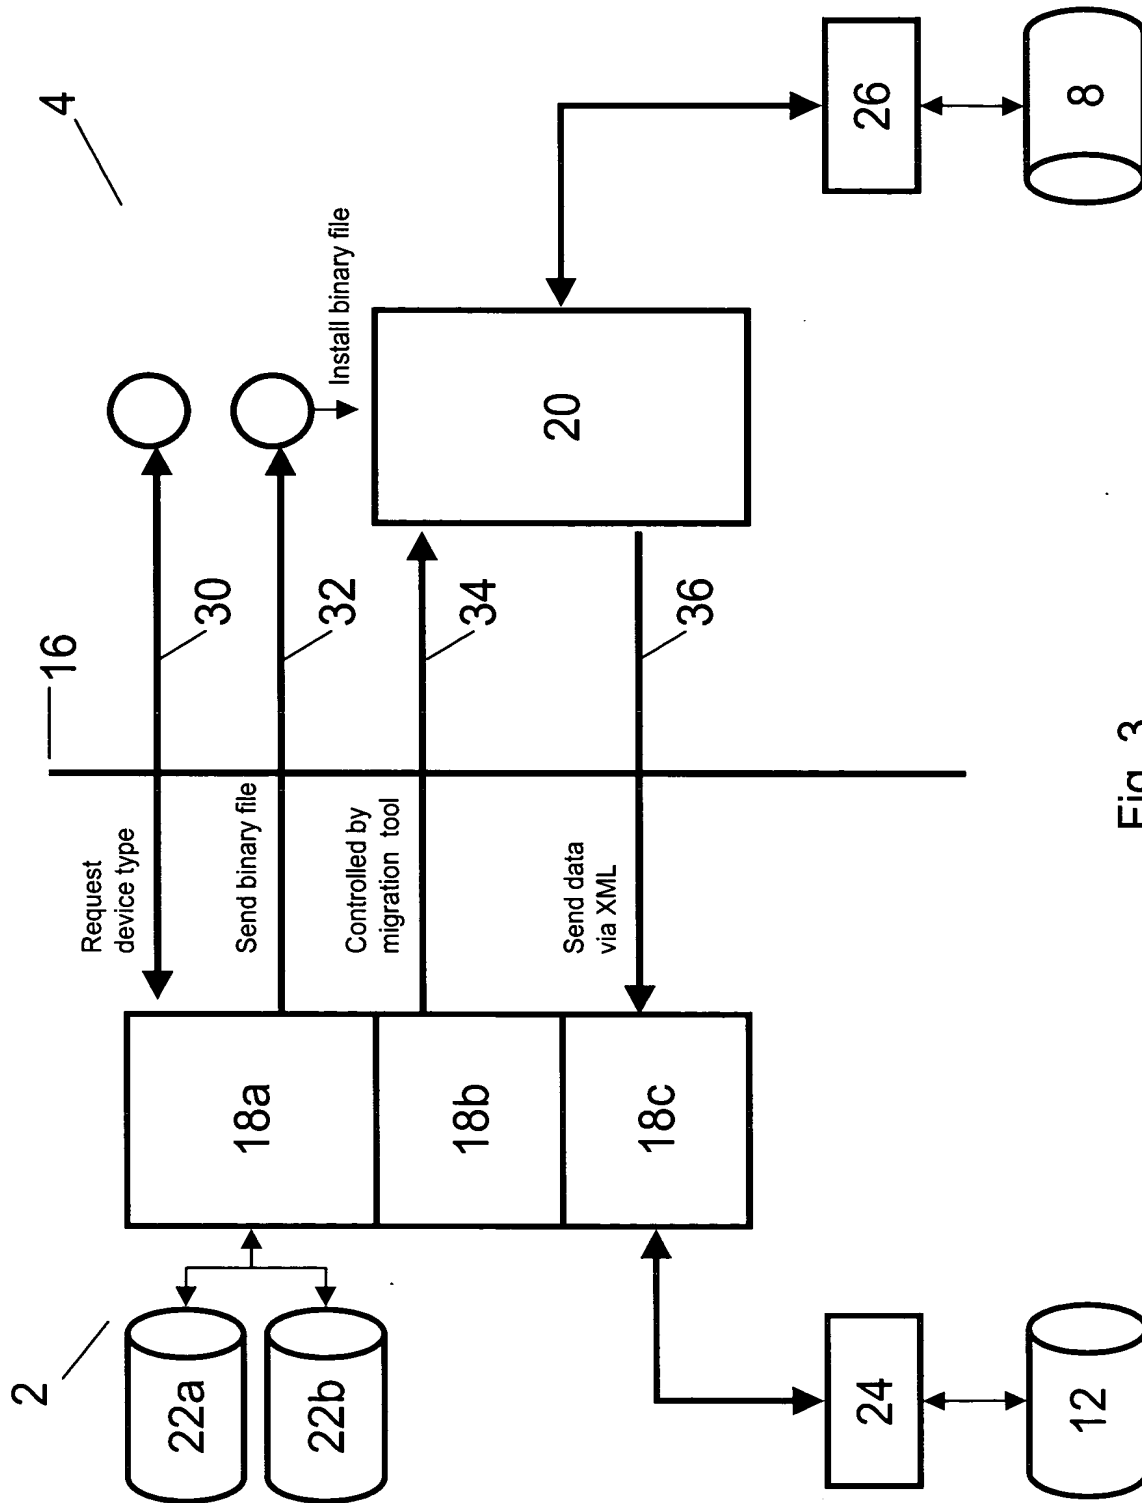 2
4
16
22a
22b
18a
18b
18c
Request
device type
Send binary file
Controlled by
migration tool
Send data
via XML
30
32
34
36
Install binary file
20
24
12
26
8
Fig. 3